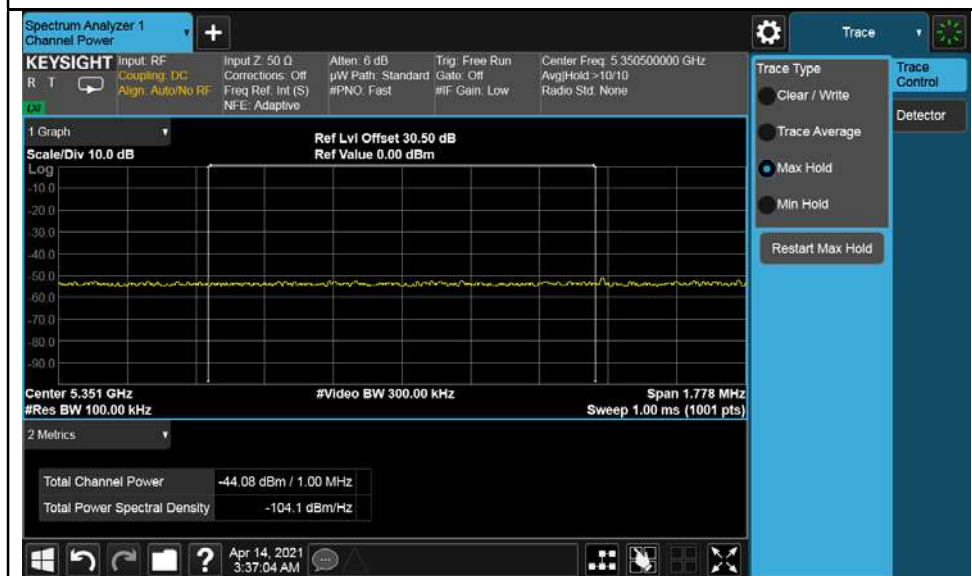 Spectrum Analyzer 1
Channel Power
+
Trace
KEYSIGHT
R T
LXI
Input: RF
Coupling: DC
Align: Auto/No RF
Input Z: 50 Ω
Corrections: Off
Freq Ref: Int (S)
NFE: Adaptive
Atten: 6 dB
µW Path: Standard
#PNO: Fast
Trig: Free Run
Gate: Off
#IF Gain: Low
Center Freq: 5.350500000 GHz
Avg|Hold >10/10
Radio Std: None
1 Graph
Scale/Div 10.0 dB
Ref Lvl Offset 30.50 dB
Ref Value 0.00 dBm
Log
-10.0
-20.0
-30.0
-40.0
-50.0
-60.0
-70.0
-80.0
-90.0
Center 5.351 GHz
#Res BW 100.00 kHz
#Video BW 300.00 kHz
Span 1.778 MHz
Sweep 1.00 ms (1001 pts)
2 Metrics
Total Channel Power -44.08 dBm / 1.00 MHz
Total Power Spectral Density -104.1 dBm/Hz
?
Apr 14, 2021
3:37:04 AM
Trace Type
Clear / Write
Trace Average
Max Hold
Min Hold
Restart Max Hold
Trace
Control
Detector